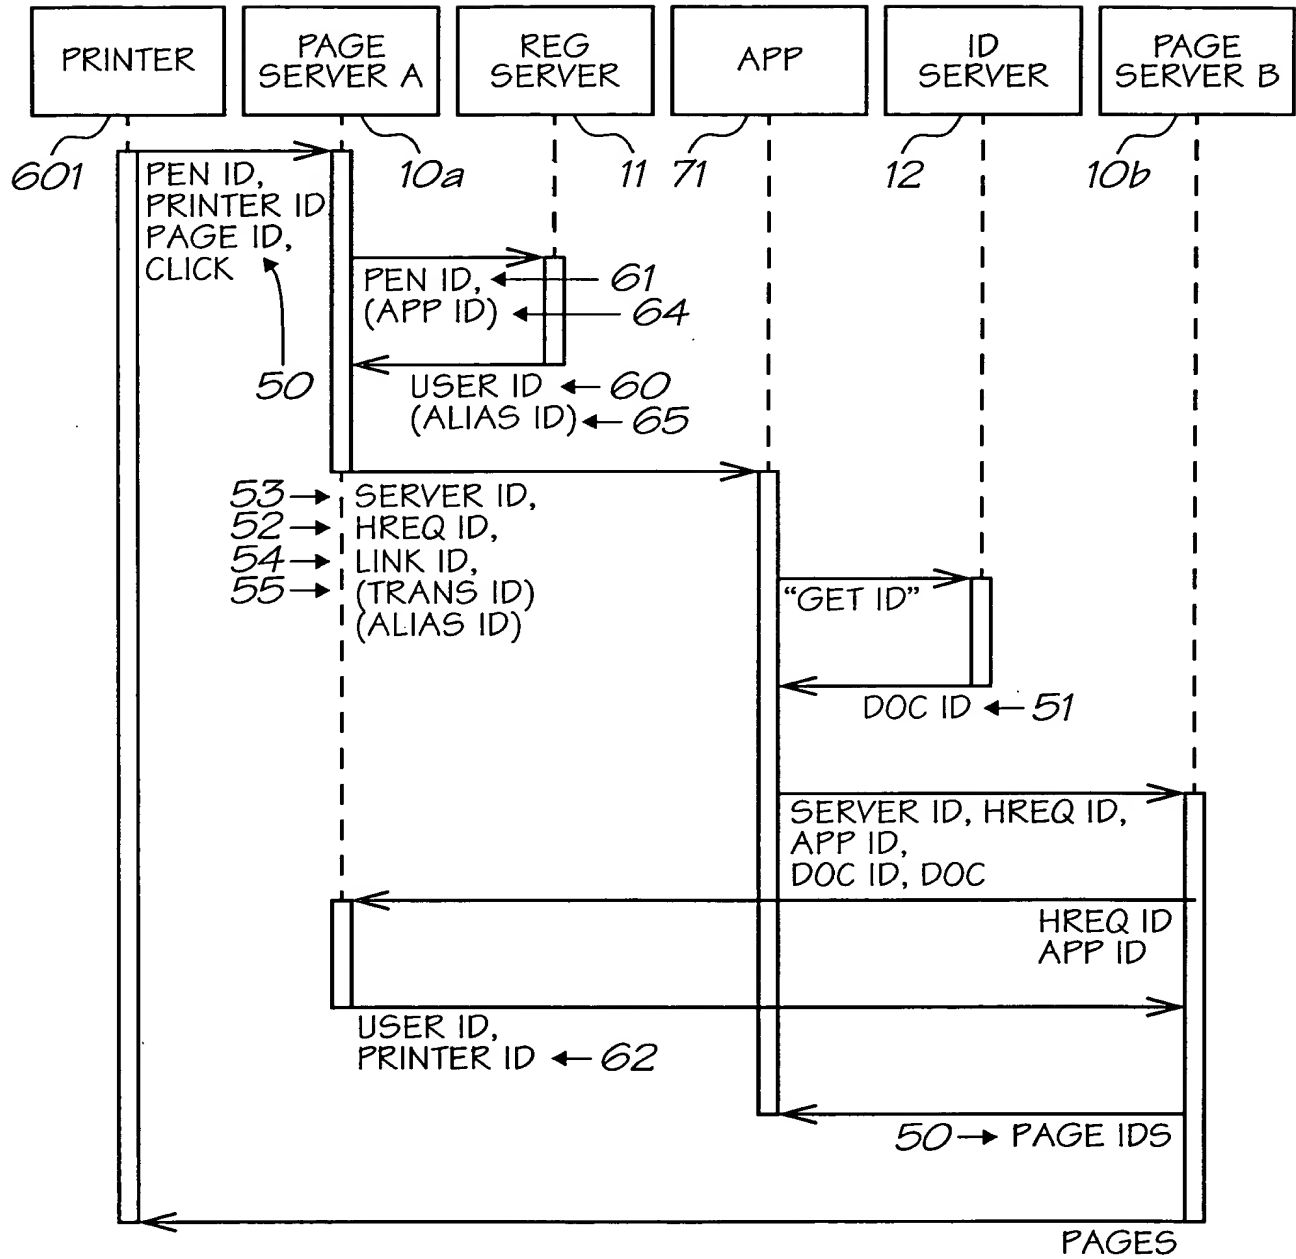 PRINTER
PAGE
SERVER A
REG
SERVER
APP
ID
SERVER
PAGE
SERVER B
601
10a
11
71
12
10b
PEN ID,
PRINTER ID
PAGE ID,
CLICK
50
PEN ID,
61
(APP ID)
64
USER ID
60
(ALIAS ID)
65
53
SERVER ID,
52
HREQ ID,
54
LINK ID,
55
(TRANS ID)
(ALIAS ID)
"GET ID"
DOC ID
51
SERVER ID, HREQ ID,
APP ID,
DOC ID, DOC
HREQ ID
APP ID
USER ID,
PRINTER ID
62
50
PAGE IDS
PAGES